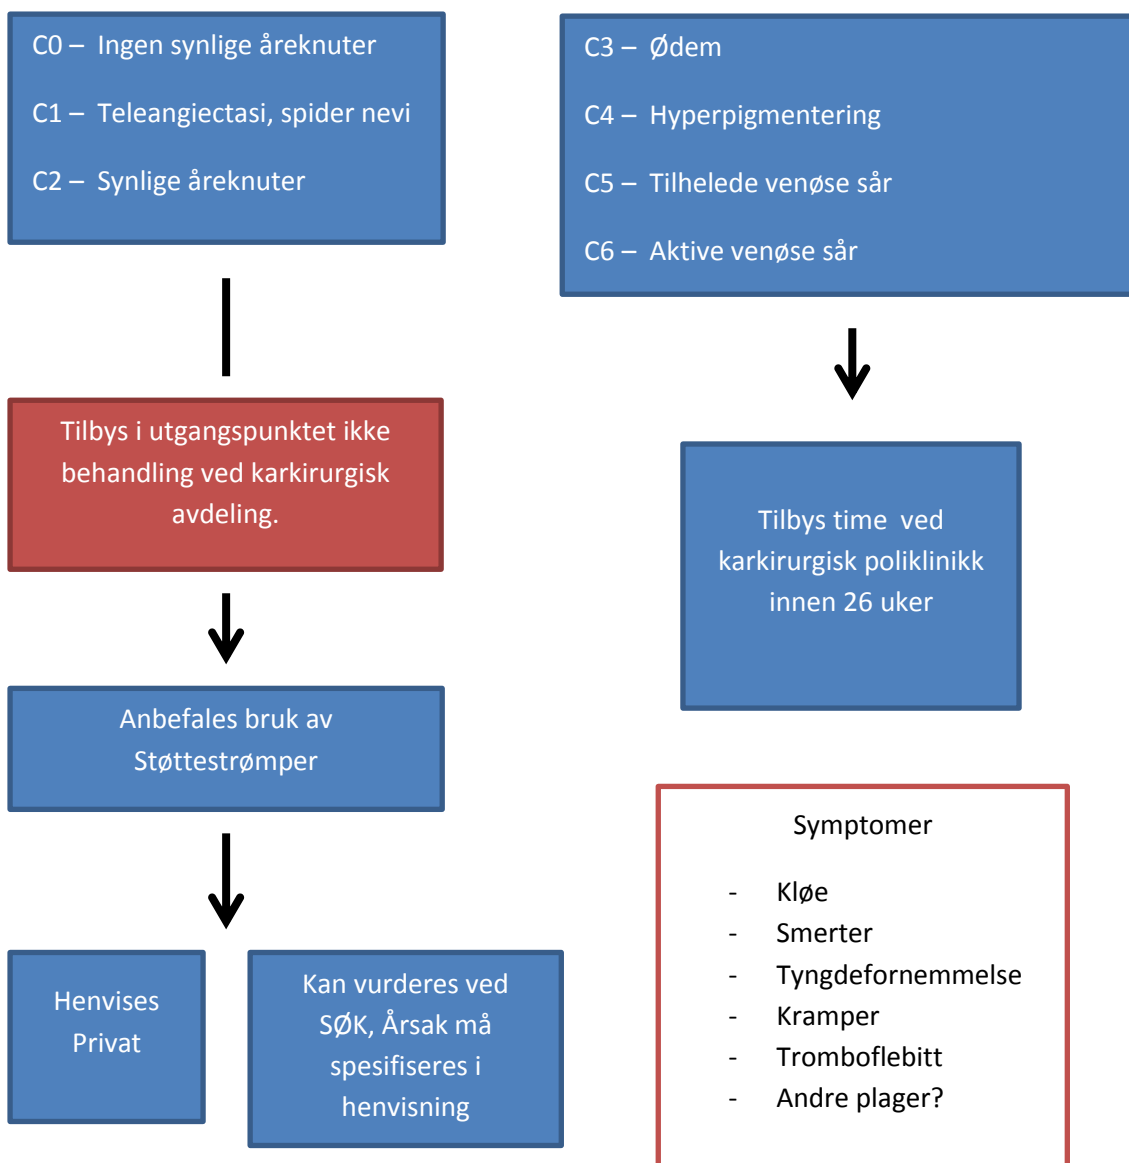 C0 – Ingen synlige åreknuter
C1 – Teleangiectasi, spider nevi
C2 – Synlige åreknuter
C3 – Ødem
C4 – Hyperpigmentering
C5 – Tilhelede venøse sår
C6 – Aktive venøse sår
Tilbys i utgangspunktet ikke
behandling ved karkirurgisk
avdeling.
Tilbys time ved
karkirurgisk poliklinikk
innen 26 uker
Anbefales bruk av
Støttestrømper
Henvises
Privat
Kan vurderes ved
SØK, Årsak må
spesifiseres i
henvisning
Symptomer
- Kløe
- Smerter
- Tyngdefornemmelse
- Kramper
- Tromboflebitt
- Andre plager?